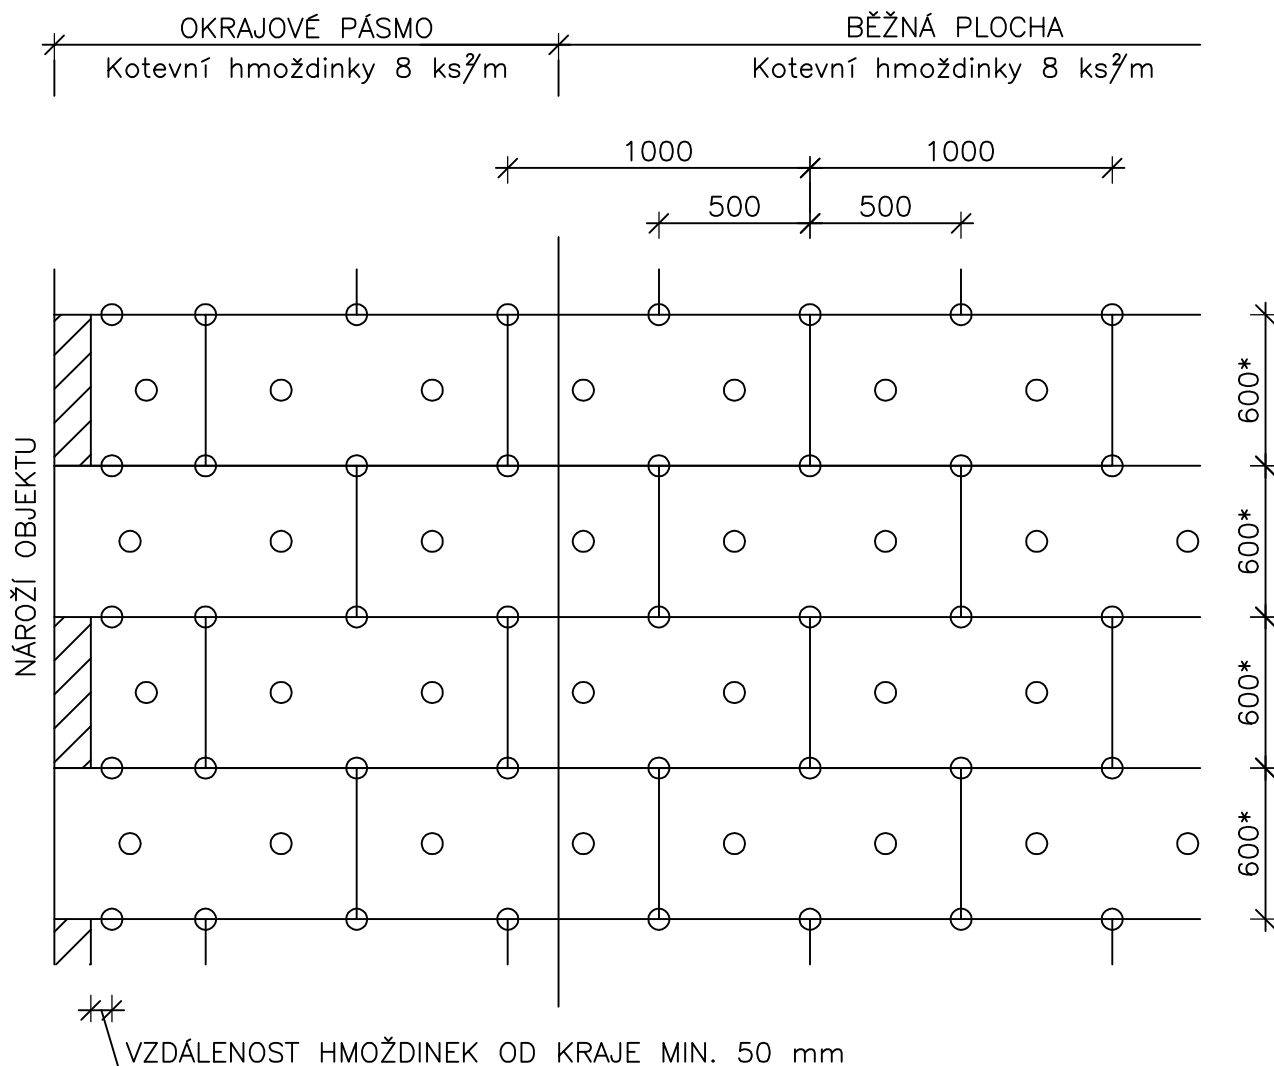 OKRAJOVÉ PÁSMO
BĚŽNÁ PLOCHA
Kotevní hmoždinky 8 ks²/m
Kotevní hmoždinky 8 ks²/m
1000
1000
500
500
600*
600*
600*
600*
NÁROŽÍ OBJEKTU
VZDÁLENOST HMOŽDINEK OD KRAJE MIN. 50 mm